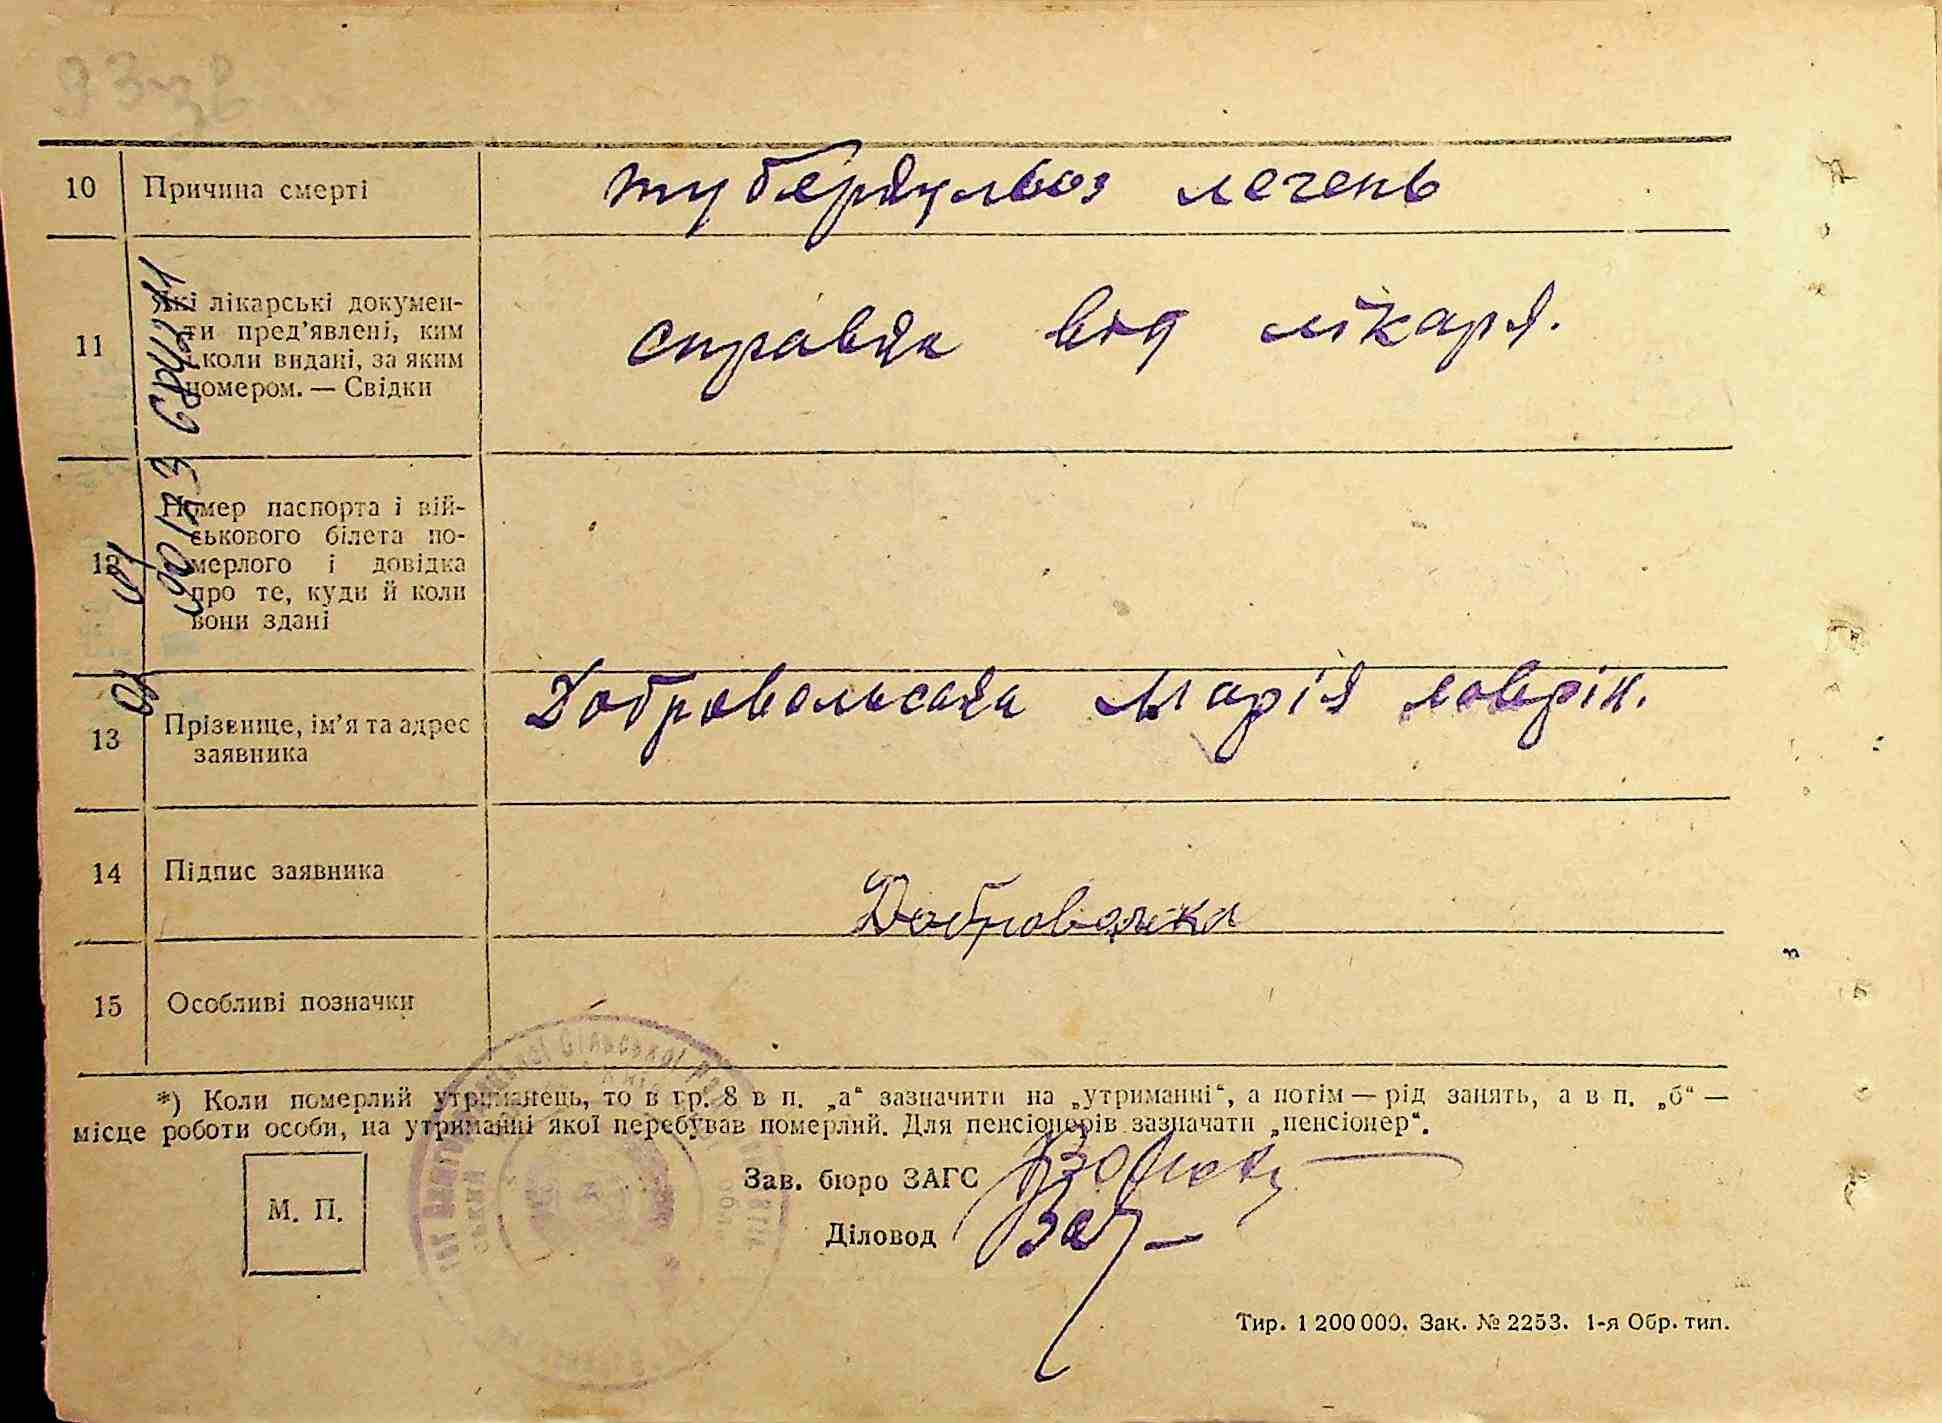 10 Причина смерті туберкульоз легень
11 Які лікарські докумен-
ти пред’явлені, ким
і коли видані, за яким
номером. — Свідки
справка від лікаря.
12 Номер паспорта і вій-
ськового білета по-
мерлого і довідка
про те, куди й коли
вони здані
13 Прізвище, ім’я та адрес
заявника
Добровольська Марія
14 Підпис заявника
15 Особливі позначки
*) Коли померлий утриманець, то в гр. 8 в п. „а“ зазначити на „утриманні“, а потім — рід занять, а в п. „б“ —
місце роботи особи, на утриманні якої перебував померлий. Для пенсіонерів зазначати „пенсіонер“.
М. П.
Зав. бюро ЗАГС
Діловод
Тир. 1 200 000. Зак. № 2253. 1-я Обр. тип.